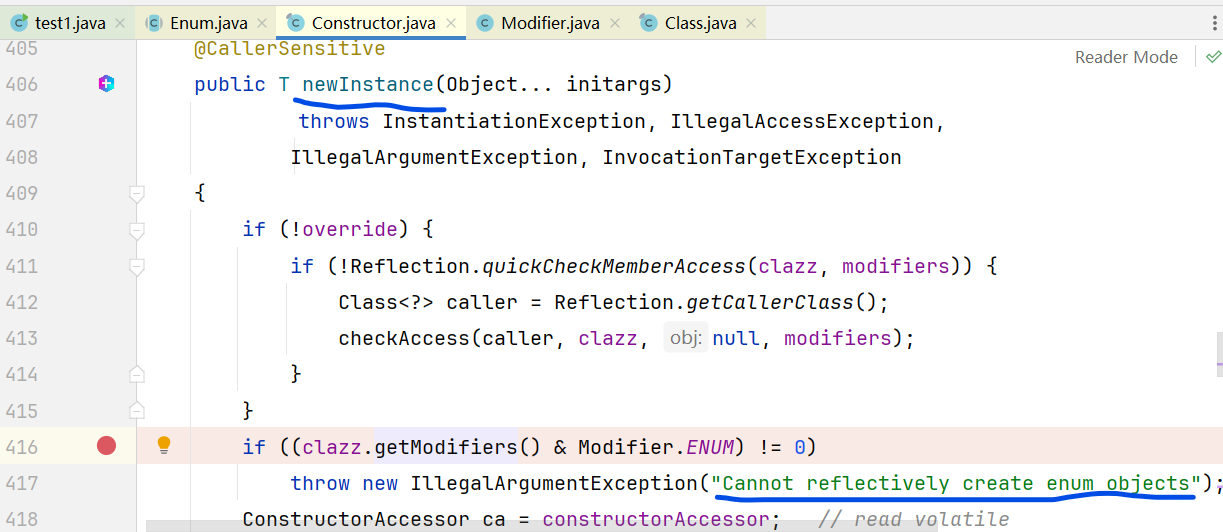 test1.java × Enum.java × Constructor.java × Modifier.java × Class.java ×
405 @CallerSensitive
Reader Mode
406 public T newInstance(Object... initargs)
407 throws InstantiationException, IllegalAccessException,
408 IllegalArgumentException, InvocationTargetException
409 {
410 if (!override) {
411 if (!Reflection.quickCheckMemberAccess(clazz, modifiers)) {
412 Class<?> caller = Reflection.getCallerClass();
413 checkAccess(caller, clazz, obj: null, modifiers);
414 }
415 }
416 if ((clazz.getModifiers() & Modifier.ENUM) != 0)
417 throw new IllegalArgumentException("Cannot reflectively create enum objects");
418 ConstructorAccessor ca = constructorAccessor; // read volatile